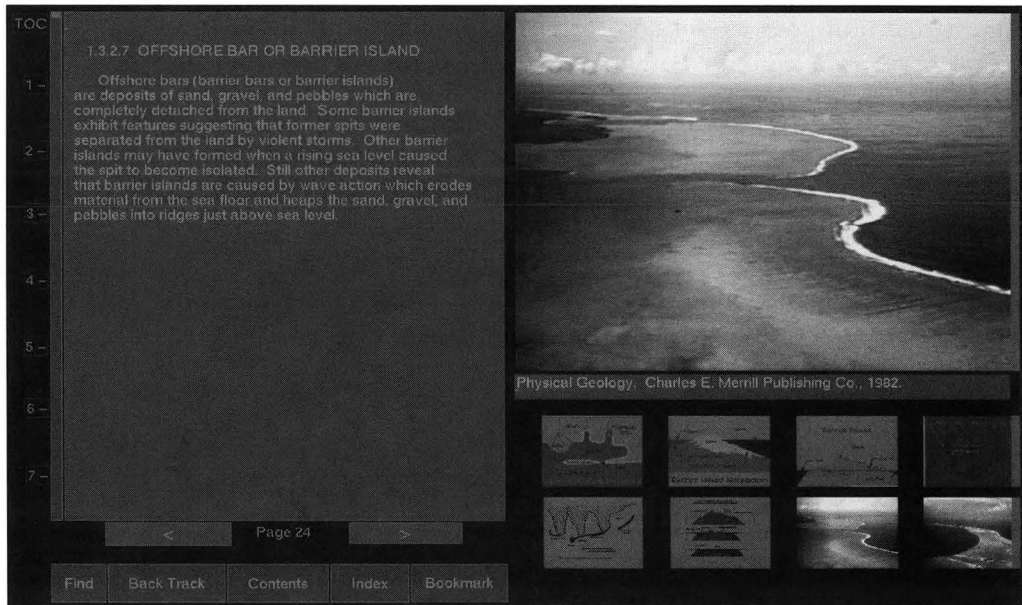 TOC
1 –
2 –
3 –
4 –
5 –
6 –
7 –
1.3.2.7 OFFSHORE BAR OR BARRIER ISLAND
Offshore bars (barrier bars or barrier islands)
are deposits of sand, gravel, and pebbles which are
completely detached from the land. Some barrier islands
exhibit features suggesting that former spits were
separated from the land by violent storms. Other barrier
islands may have formed when a rising sea level caused
the spit to become isolated. Still other deposits reveal
that barrier islands are caused by wave action which erodes
material from the sea floor and heaps the sand, gravel, and
pebbles into ridges just above sea level.
< Page 24 >
Find Back Track Contents Index Bookmark
Physical Geology. Charles E. Merrill Publishing Co., 1982.